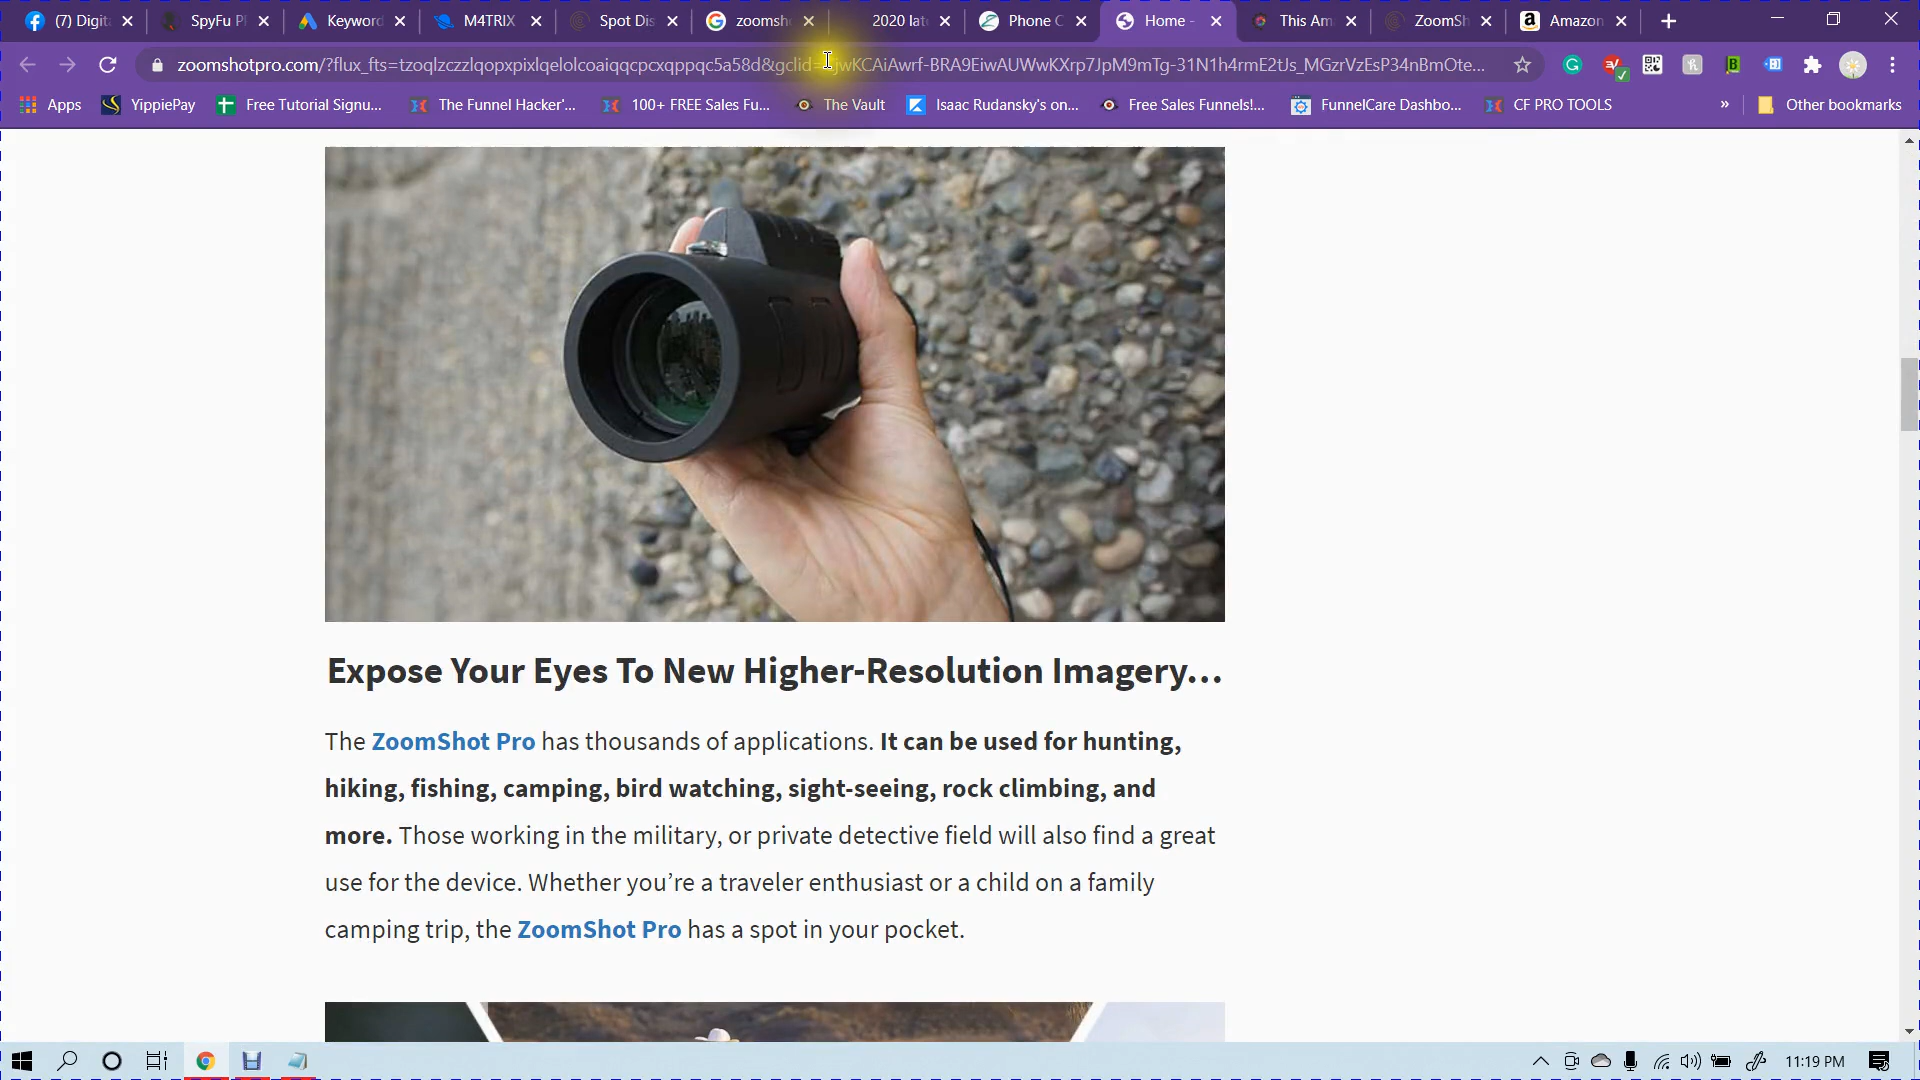 (7) Digita
SpyFu P
Keyword
M4TRIX
Spot Dis
zoomsh
2020 lat
Phone C
Home -
This Am
ZoomSh
Amazon
zoomshotpro.com/?flux_fts=tzoqlzczzlqopxpixlqelolcoaiqqcpcxqppqc5a58d&gclid=
Apps
YippiePay
Free Tutorial Signu...
The Funnel Hacker'...
100+ FREE Sales Fu...
The Vault
Isaac Rudansky's on...
Free Sales Funnels!...
FunnelCare Dashbo...
CF PRO TOOLS
»
Other bookmarks
Expose Your Eyes To New Higher-Resolution Imagery...
The ZoomShot Pro has thousands of applications. It can be used for hunting,
hiking, fishing, camping, bird watching, sight-seeing, rock climbing, and
more. Those working in the military, or private detective field will also find a great
use for the device. Whether you’re a traveler enthusiast or a child on a family
camping trip, the ZoomShot Pro has a spot in your pocket.
11:19 PM